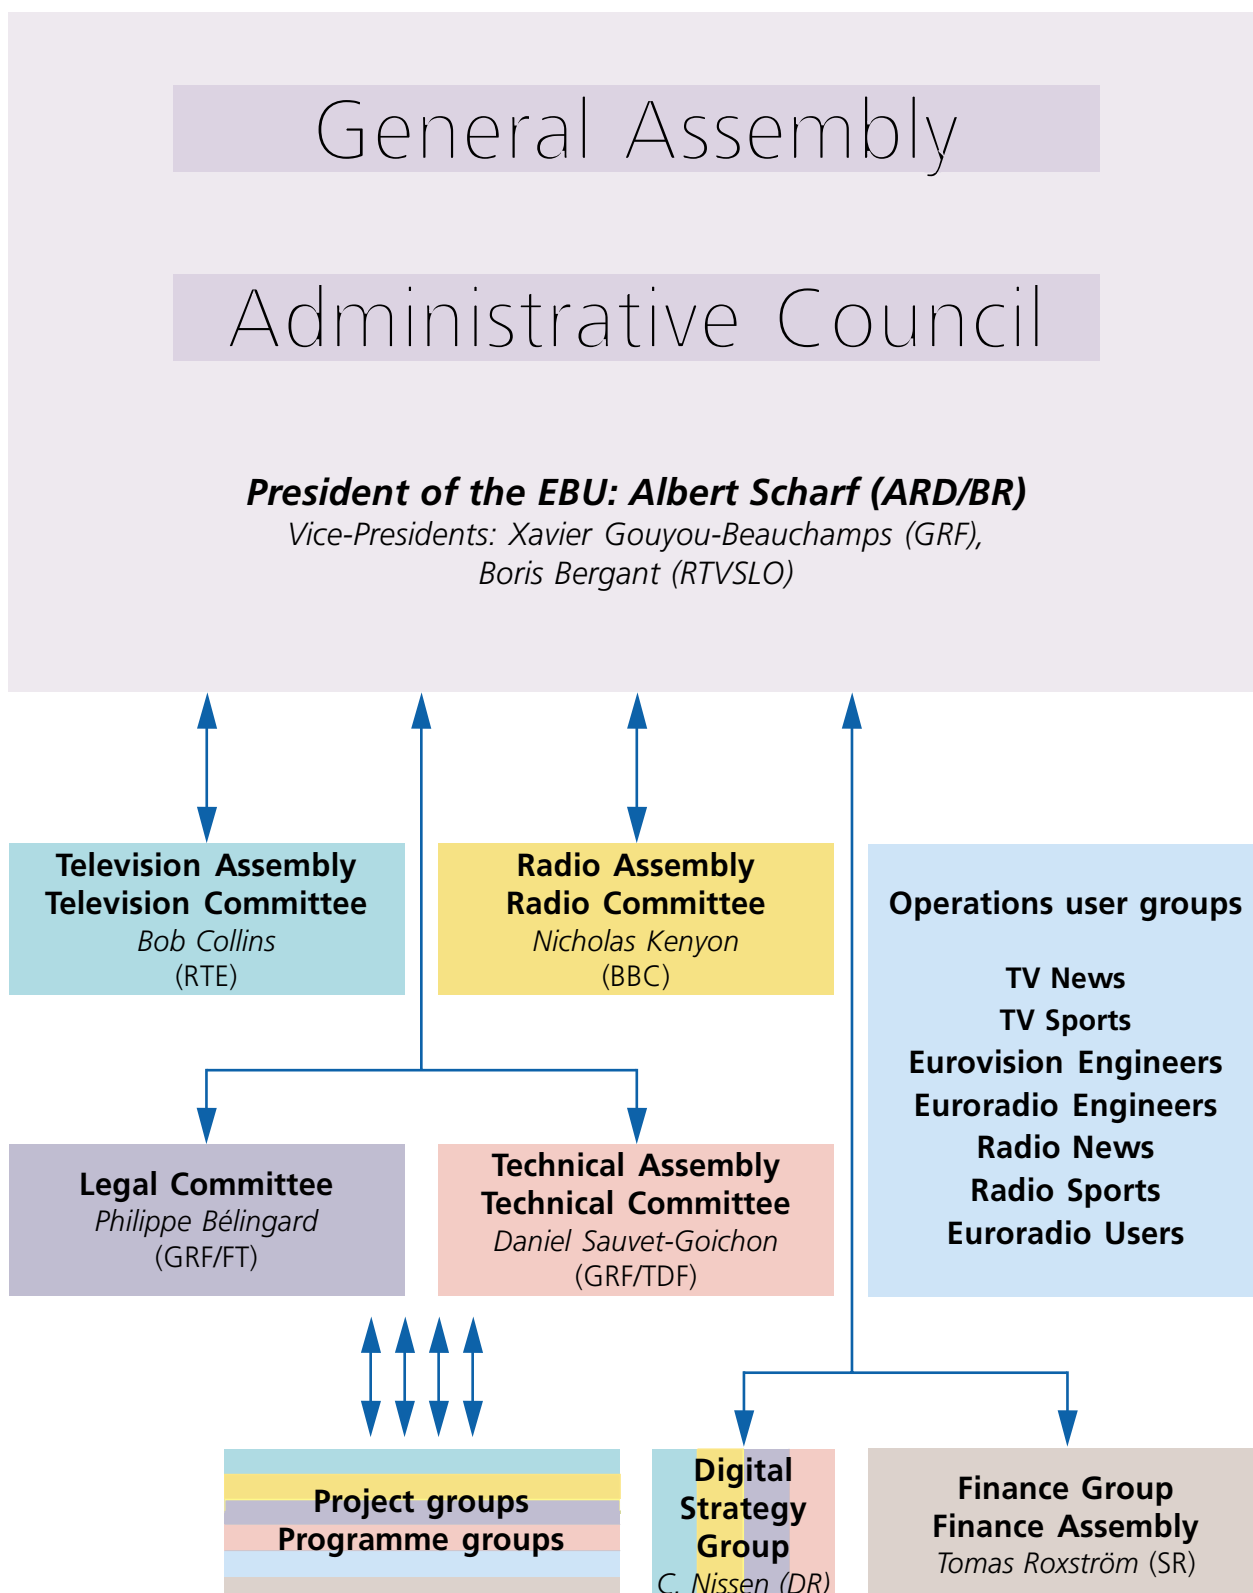 General Assembly
Administrative Council
President of the EBU: Albert Scharf (ARD/BR)
Vice-Presidents: Xavier Gouyou-Beauchamps (GRF),
Boris Bergant (RTVSLO)
Television Assembly
Television Committee
Bob Collins
(RTE)
Radio Assembly
Radio Committee
Nicholas Kenyon
(BBC)
Operations user groups
TV News
TV Sports
Eurovision Engineers
Euroradio Engineers
Radio News
Radio Sports
Euroradio Users
Legal Committee
Philippe Bélingard
(GRF/FT)
Technical Assembly
Technical Committee
Daniel Sauvet-Goichon
(GRF/TDF)
Project groups
Programme groups
Digital
Strategy
Group
C. Nissen (DR)
Finance Group
Finance Assembly
Tomas Roxström (SR)